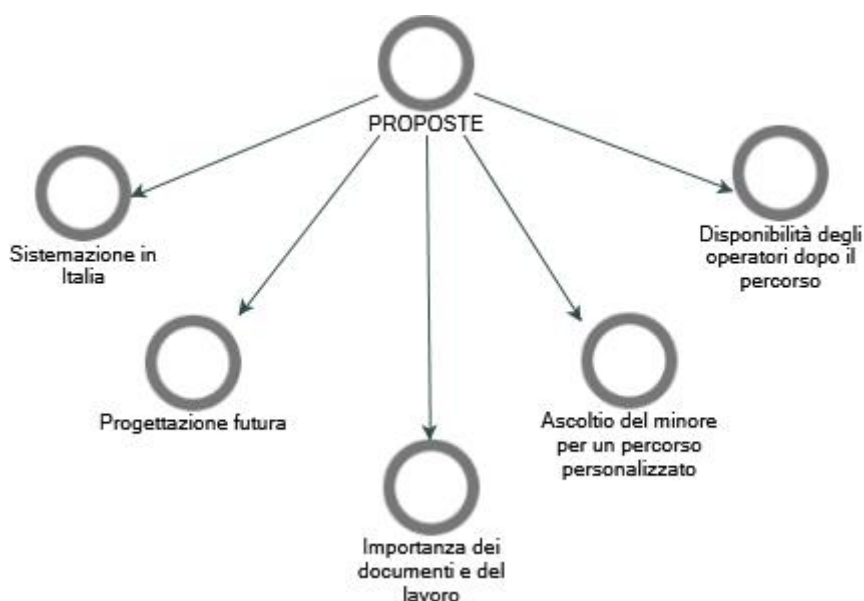 PROPOSTE
Sistemazione in
Italia
Disponibilità degli
operatori dopo il
percorso
Progettazione futura
Ascoltio del minore
per un percorso
personalizzato
Importanza dei
documenti e del
lavoro